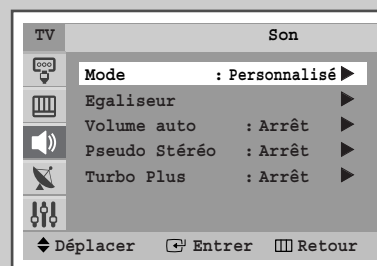 TV Son
Mode : Personnalisé
Egaliseur
Volume auto : Arrêt
Pseudo Stéréo : Arrêt
Turbo Plus : Arrêt
Déplacer Entrer Retour